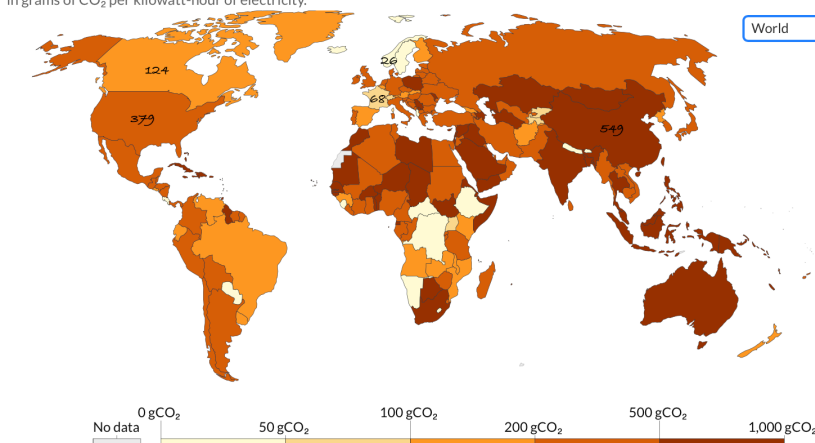 in grams of CO₂ per kilowatt-hour of electricity.
World
26
124
68
379
549
0 gCO₂ 100 gCO₂ 500 gCO₂
No data 50 gCO₂ 200 gCO₂ 1,000 gCO₂